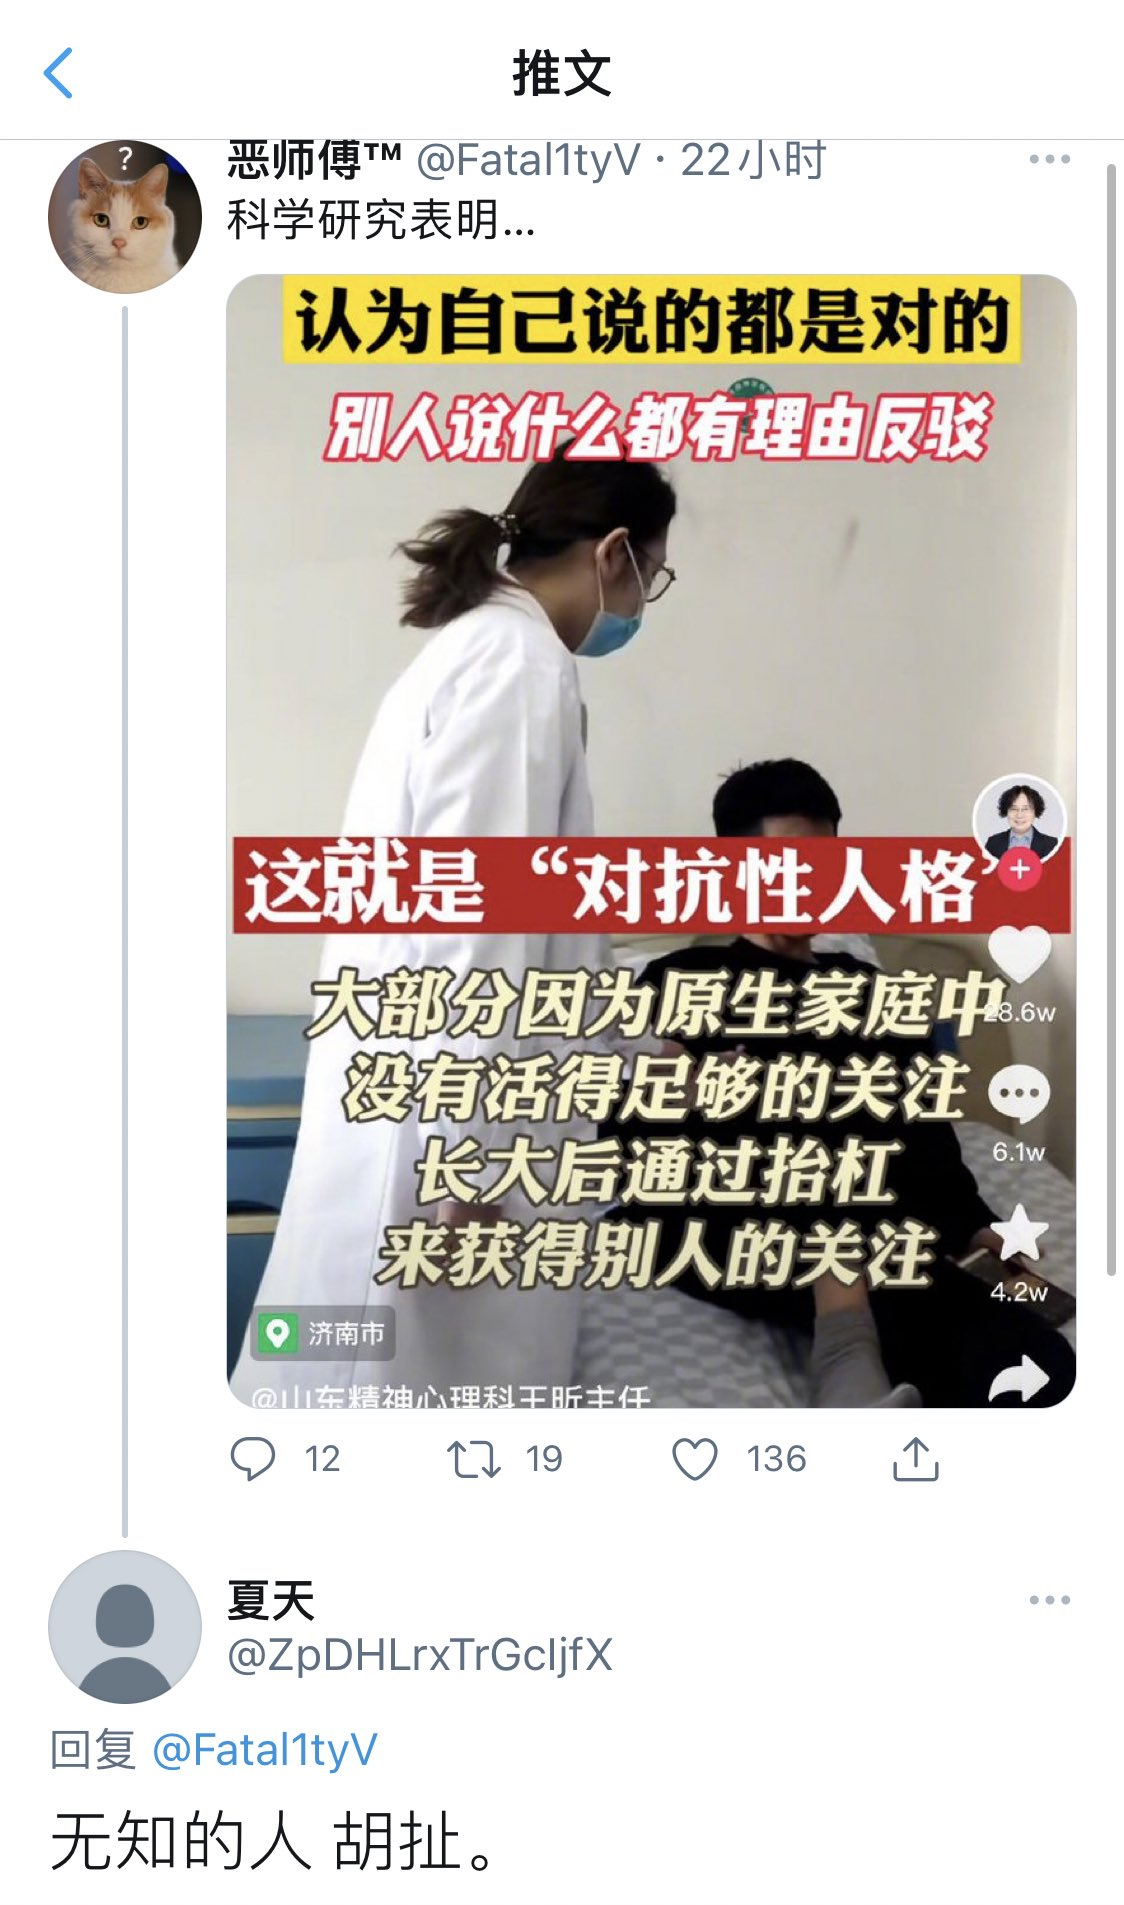 推文
恶师傅™ @Fatal1tyV · 22小时
科学研究表明...
?
认为自己说的都是对的
别人说什么都有理由反驳
这就是“对抗性人格”
大部分因为原生家庭中
没有活得足够的关注
长大后通过抬杠
来获得别人的关注
28.6w
6.1w
4.2w
济南市
@山东精神心理科王昕主任
12 19 136
夏天
@ZpDHLrxTrGcIjfX
回复 @Fatal1tyV
无知的人 胡扯。